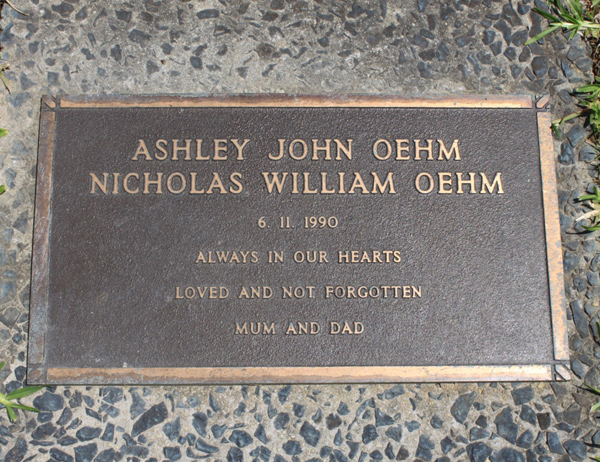 ASHLEY JOHN OEHM
NICHOLAS WILLIAM OEHM
6. 11. 1990
ALWAYS IN OUR HEARTS
LOVED AND NOT FORGOTTEN
MUM AND DAD